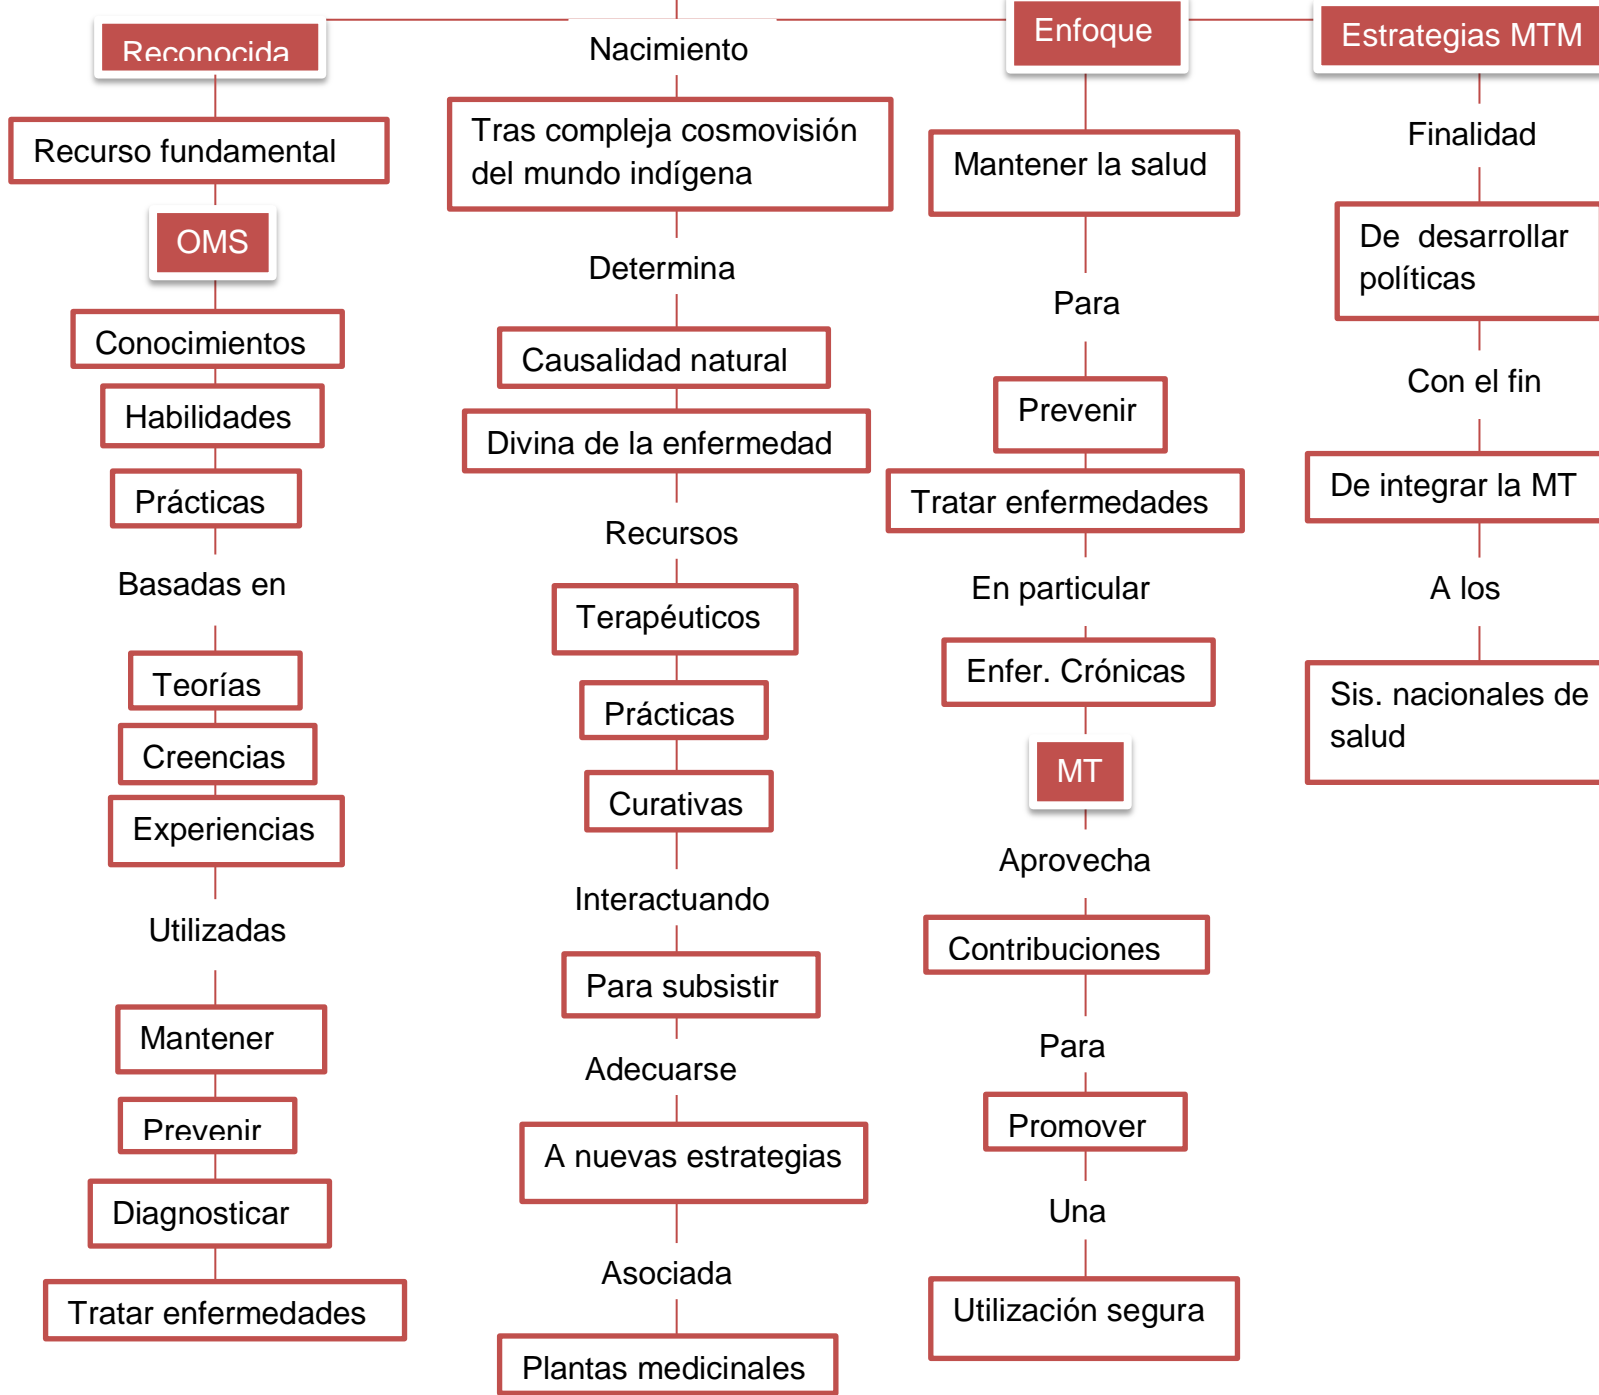 Reconocida
Recurso fundamental
OMS
Conocimientos
Habilidades
Prácticas
Basadas en
Teorías
Creencias
Experiencias
Utilizadas
Mantener
Prevenir
Diagnosticar
Tratar enfermedades
Nacimiento
Tras compleja cosmovisión
del mundo indígena
Determina
Causalidad natural
Divina de la enfermedad
Recursos
Terapéuticos
Prácticas
Curativas
Interactuando
Para subsistir
Adecuarse
A nuevas estrategias
Asociada
Plantas medicinales
Enfoque
Mantener la salud
Para
Prevenir
Tratar enfermedades
En particular
Enfer. Crónicas
MT
Aprovecha
Contribuciones
Para
Promover
Una
Utilización segura
Estrategias MTM
Finalidad
De desarrollar
políticas
Con el fin
De integrar la MT
A los
Sis. nacionales de
salud